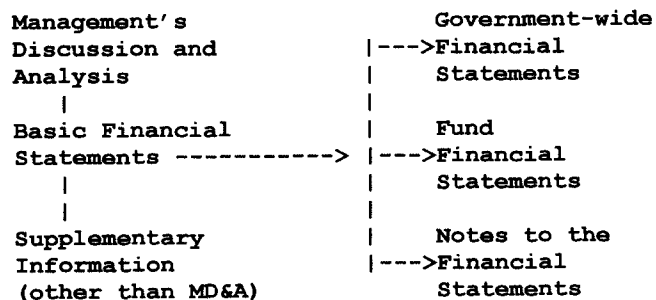 Management's Government-wide
Discussion and |--->Financial
Analysis | Statements
| |
Basic Financial | Fund
Statements -----------> |--->Financial
| | Statements
| |
Supplementary | Notes to the
Information |--->Financial
(other than MD&A) Statements